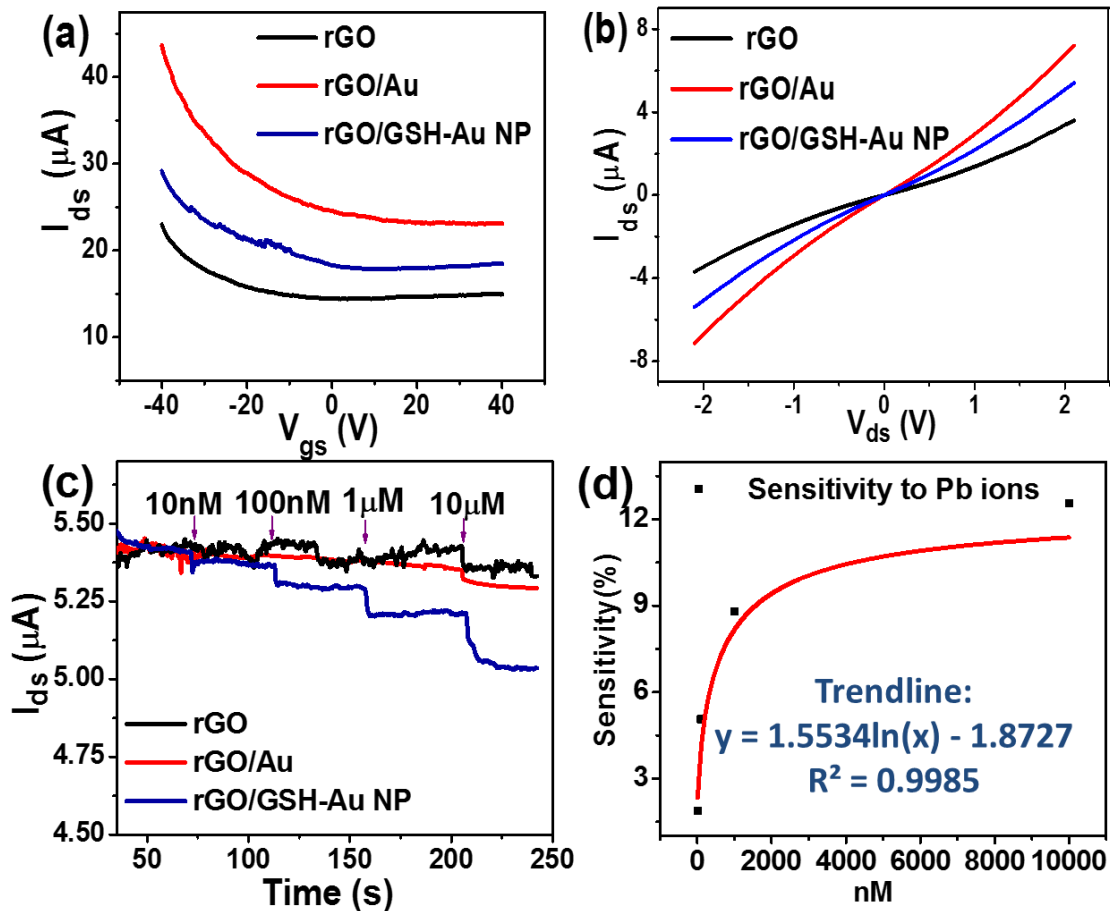 (a)
rGO
rGO/Au
rGO/GSH-Au NP
I_ds (μA)
45
35
25
15
-40
-20
0
20
40
V_gs (V)
(b)
rGO
rGO/Au
rGO/GSH-Au NP
I_ds (μA)
8
4
0
-4
-8
-2
-1
0
1
2
V_ds (V)
(c)
10nM
100nM
1μM
10μM
I_ds (μA)
5.50
5.25
5.00
4.75
4.50
rGO
rGO/Au
rGO/GSH-Au NP
50
100
150
200
250
Time (s)
(d)
Sensitivity to Pb ions
Sensitivity(%)
12
9
6
3
Trendline:
y = 1.5534ln(x) - 1.8727
R² = 0.9985
0
2000
4000
6000
8000
10000
nM